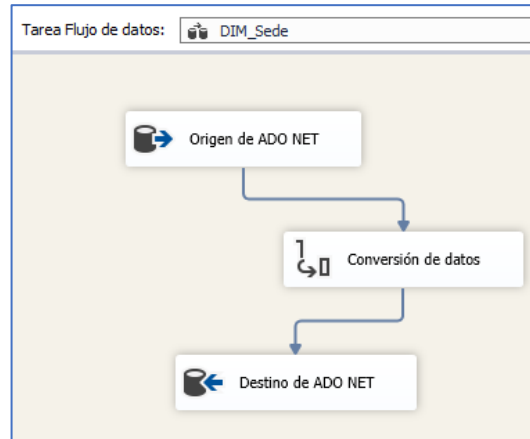 Tarea Flujo de datos: DIM_Sede
Origen de ADO NET
Conversión de datos
Destino de ADO NET